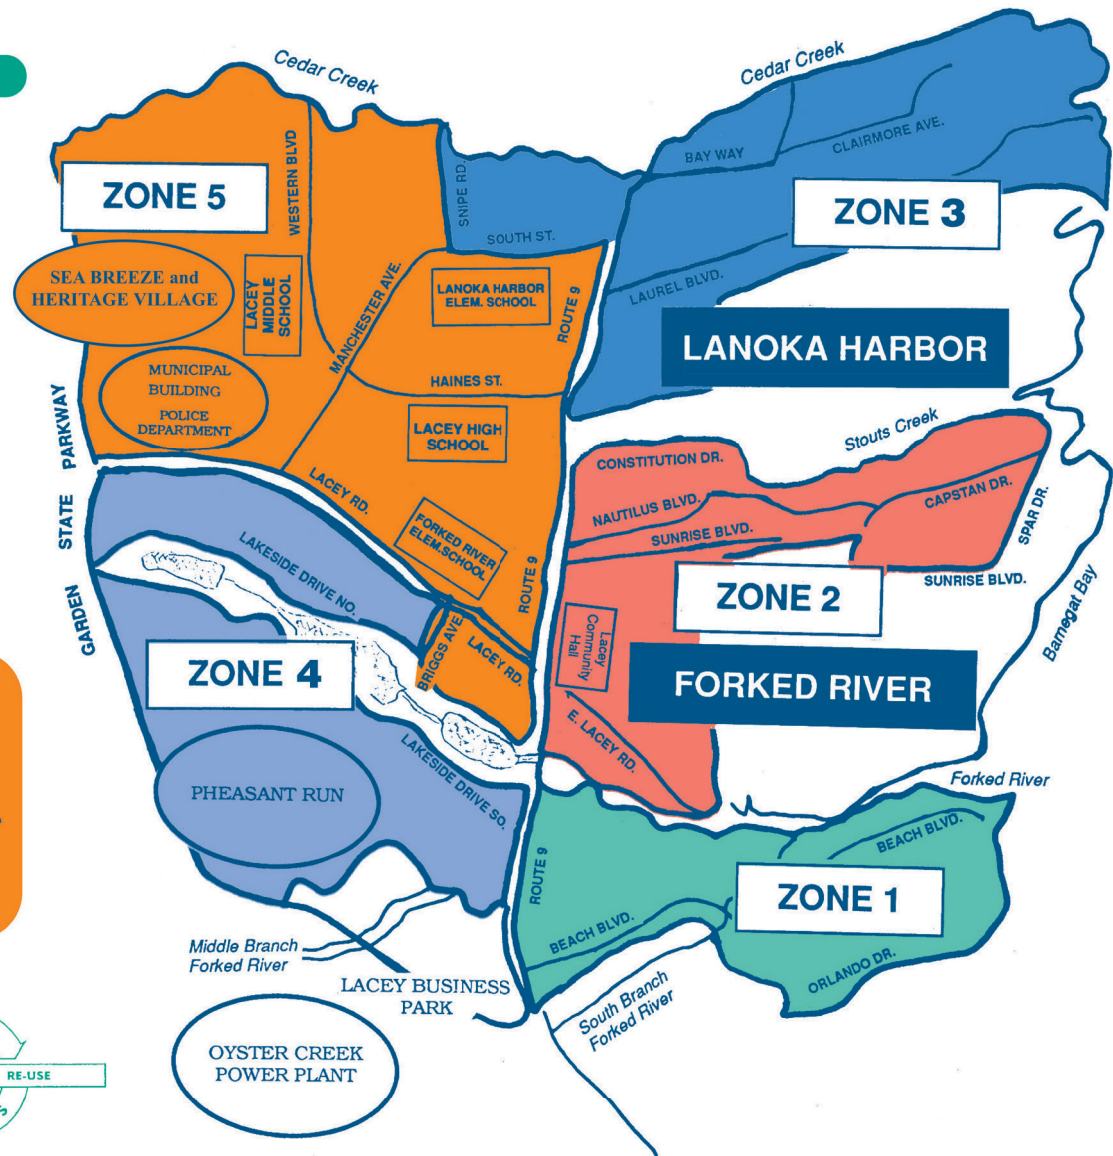 Cedar Creek
Cedar Creek
WESTERN BLVD
SNIPE RD.
BAY WAY
CLAIRMORE AVE.
ZONE 5
ZONE 3
SOUTH ST.
SEA BREEZE and
HERITAGE VILLAGE
LACEY
MIDDLE
SCHOOL
MANCHESTER AVE.
LANOKA HARBOR
ELEM. SCHOOL
ROUTE 9
LAUREL BLVD.
LANOKA HARBOR
MUNICIPAL
BUILDING
POLICE
DEPARTMENT
HAINES ST.
LACEY HIGH
SCHOOL
GARDEN STATE PARKWAY
LACEY RD.
Stouts Creek
CONSTITUTION DR.
NAUTILUS BLVD.
CAPSTAN DR.
SPAR DR.
SUNRISE BLVD.
SUNRISE BLVD.
FORKED RIVER
ELEM.SCHOOL
LAKESIDE DRIVE NO.
ROUTE 9
ZONE 2
Lacey
Community
Hall
Barnegat Bay
BRIGGS AVE.
LACEY RD.
ZONE 4
FORKED RIVER
E. LACEY RD.
LAKESIDE DRIVE SO.
PHEASANT RUN
Forked River
BEACH BLVD.
ROUTE 9
ZONE 1
BEACH BLVD.
ORLANDO DR.
Middle Branch
Forked River
LACEY BUSINESS
PARK
South Branch
Forked River
OYSTER CREEK
POWER PLANT
RE-USE